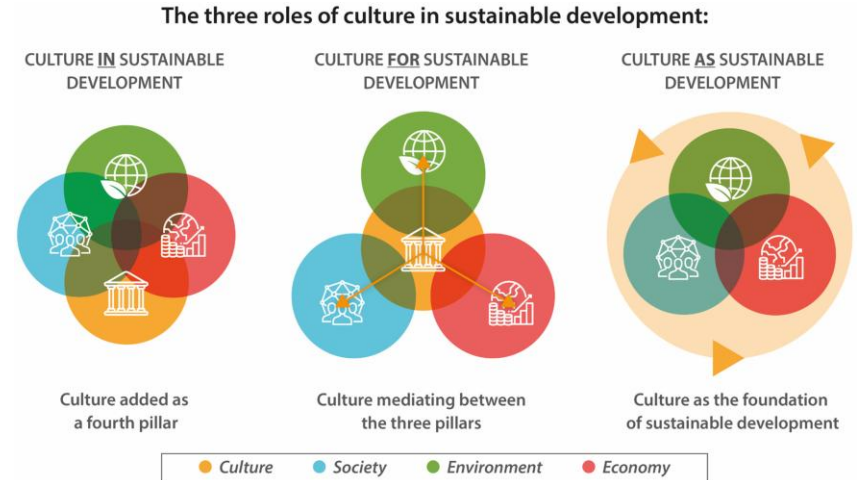 The three roles of culture in sustainable development:
CULTURE IN SUSTAINABLE
DEVELOPMENT
CULTURE FOR SUSTAINABLE
DEVELOPMENT
CULTURE AS SUSTAINABLE
DEVELOPMENT
Culture added as
a fourth pillar
Culture mediating between
the three pillars
Culture as the foundation
of sustainable development
Culture
Society
Environment
Economy